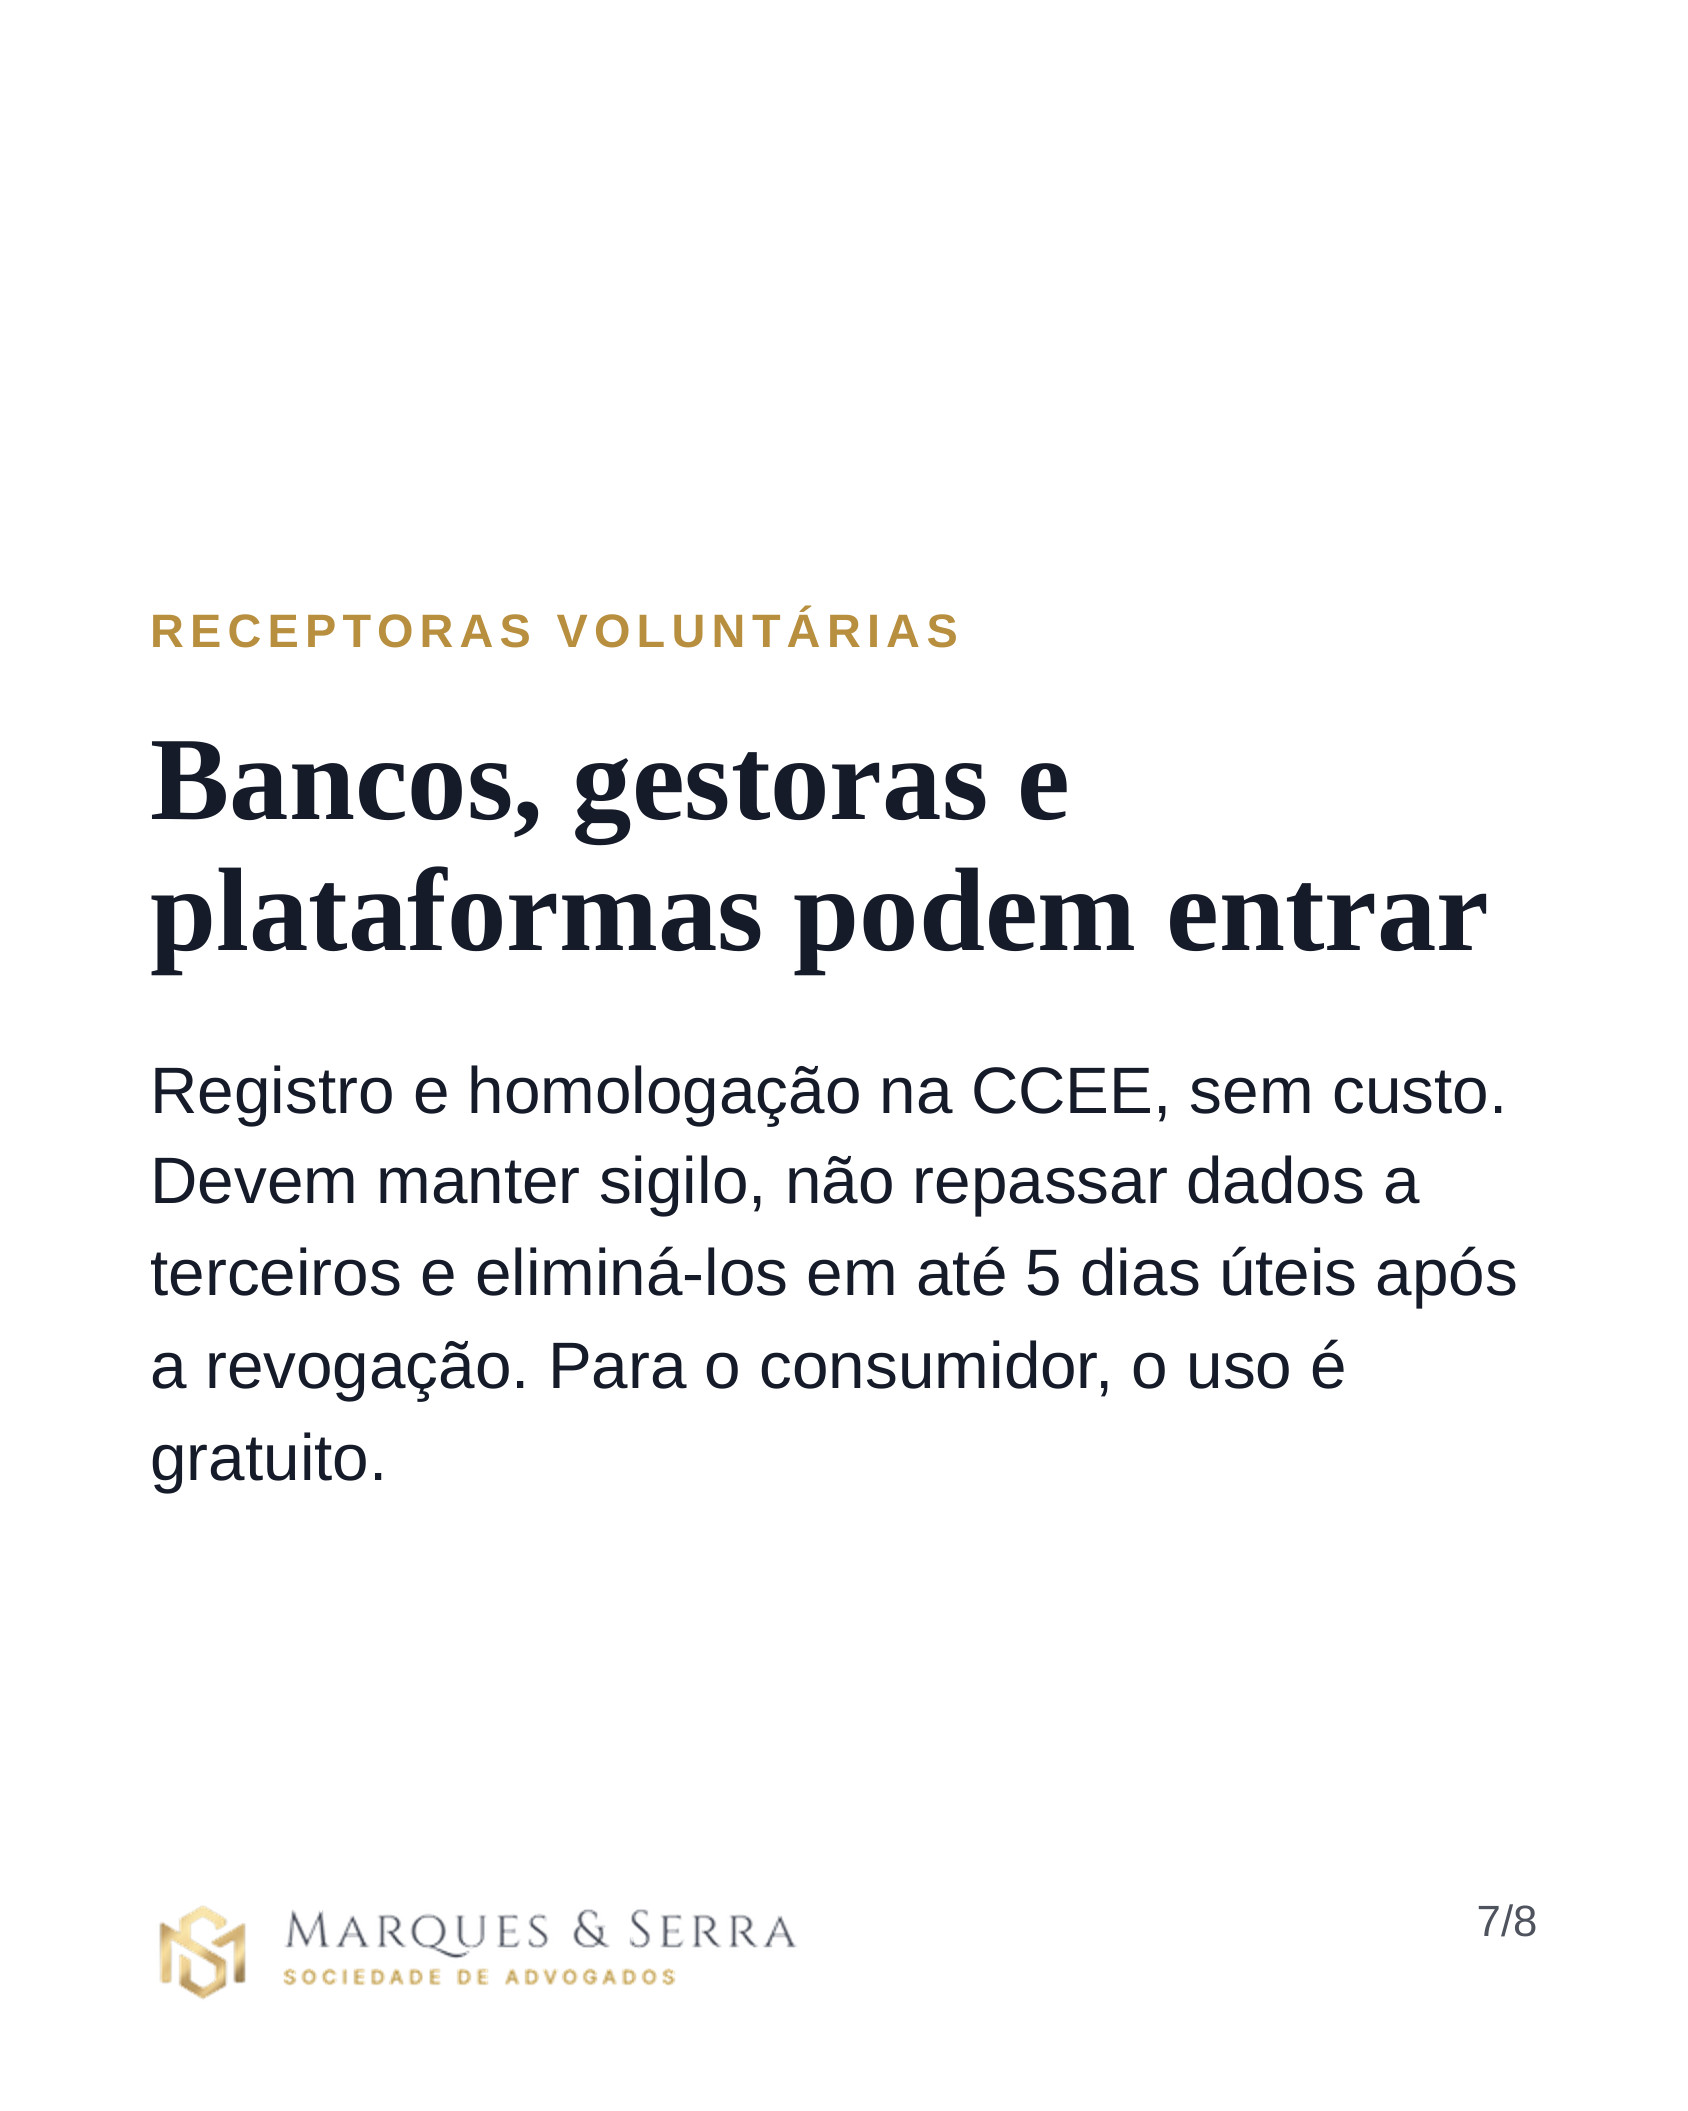 RECEPTORAS VOLUNTÁRIAS
Bancos, gestoras e
plataformas podem entrar
Registro e homologação na CCEE, sem custo.
Devem manter sigilo, não repassar dados a
terceiros e eliminá-los em até 5 dias úteis após
a revogação. Para o consumidor, o uso é
gratuito.
MARQUES & SERRA
SOCIEDADE DE ADVOGADOS
7/8